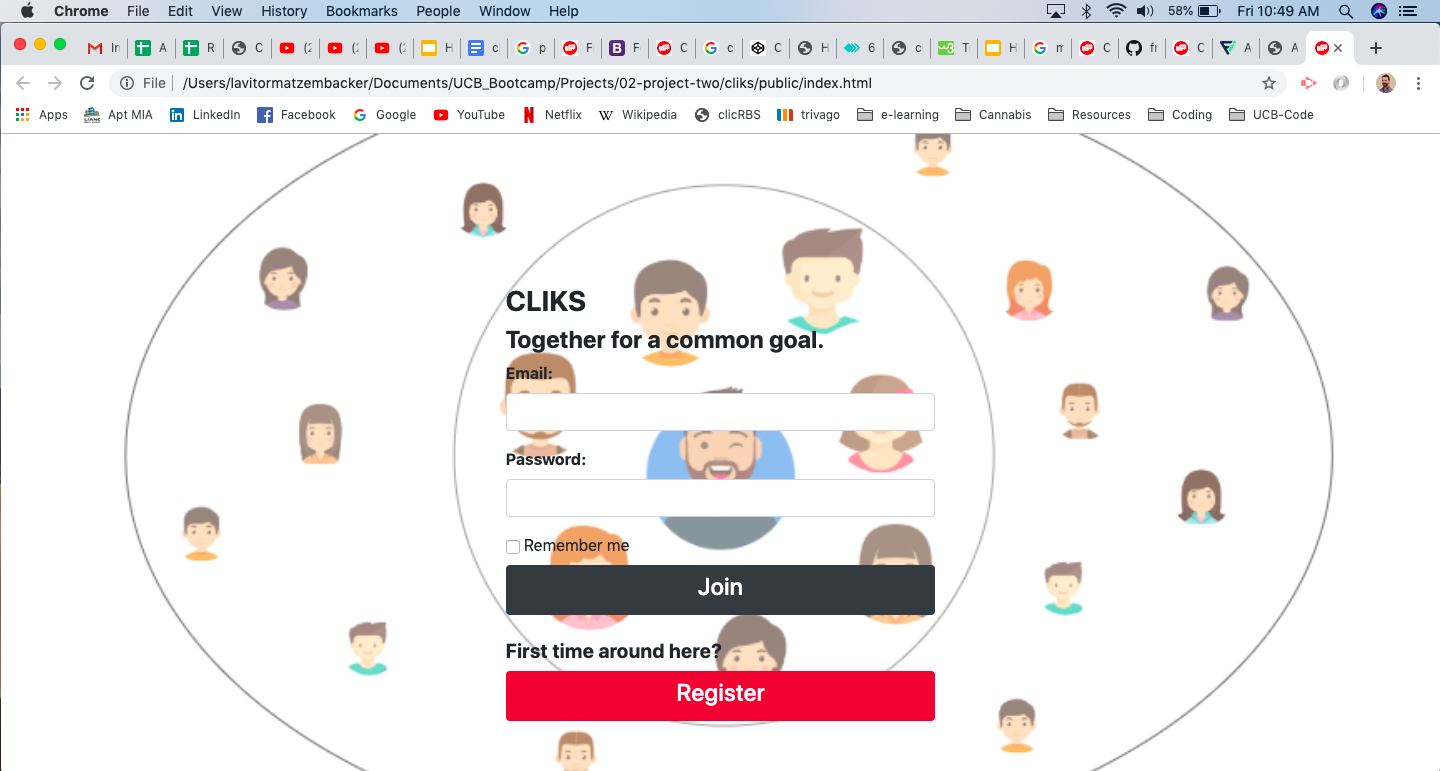 Chrome File Edit View History Bookmarks People Window Help 58% Fri 10:49 AM
In A R C (2 (2 (2 H c p F F C c C H 6 c T H m C fr C A A
File /Users/lavitormatzembacker/Documents/UCB_Bootcamp/Projects/02-project-two/cliks/public/index.html
Apps Apt MIA LinkedIn Facebook Google YouTube Netflix Wikipedia clicRBS trivago e-learning Cannabis Resources Coding UCB-Code
CLIKS
Together for a common goal.
Email:
Password:
Remember me
Join
First time around here?
Register